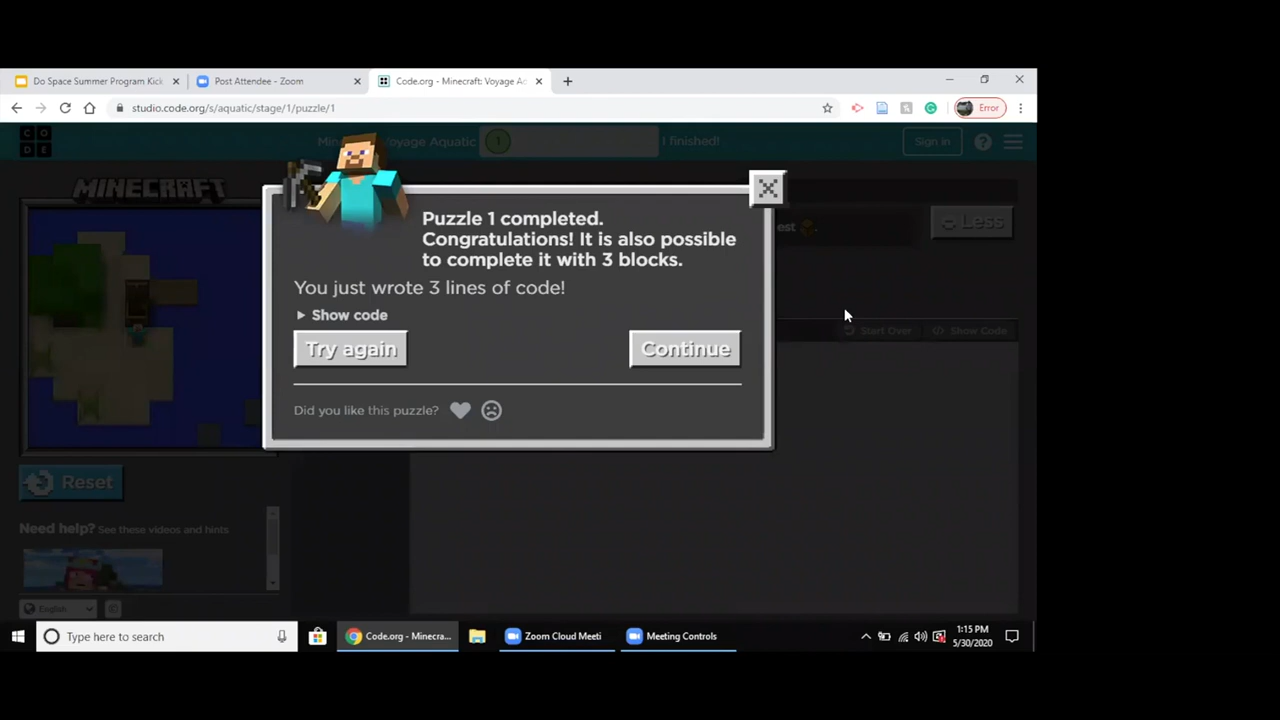 Do Space Summer Program Kick
Post Attendee - Zoom
Code.org - Minecraft: Voyage Aq
studio.code.org/s/aquatic/stage/1/puzzle/1
Error
CO
DE
Voyage Aquatic
1
I finished!
Sign in
MINECRAFT
Less
Puzzle 1 completed.
Congratulations! It is also possible
to complete it with 3 blocks.
You just wrote 3 lines of code!
Show code
Try again
Continue
Start Over
Show Code
Did you like this puzzle?
Reset
Need help? See these videos and hints
English
Type here to search
Code.org - Minecra...
Zoom Cloud Meeti
Meeting Controls
1:15 PM
5/30/2020